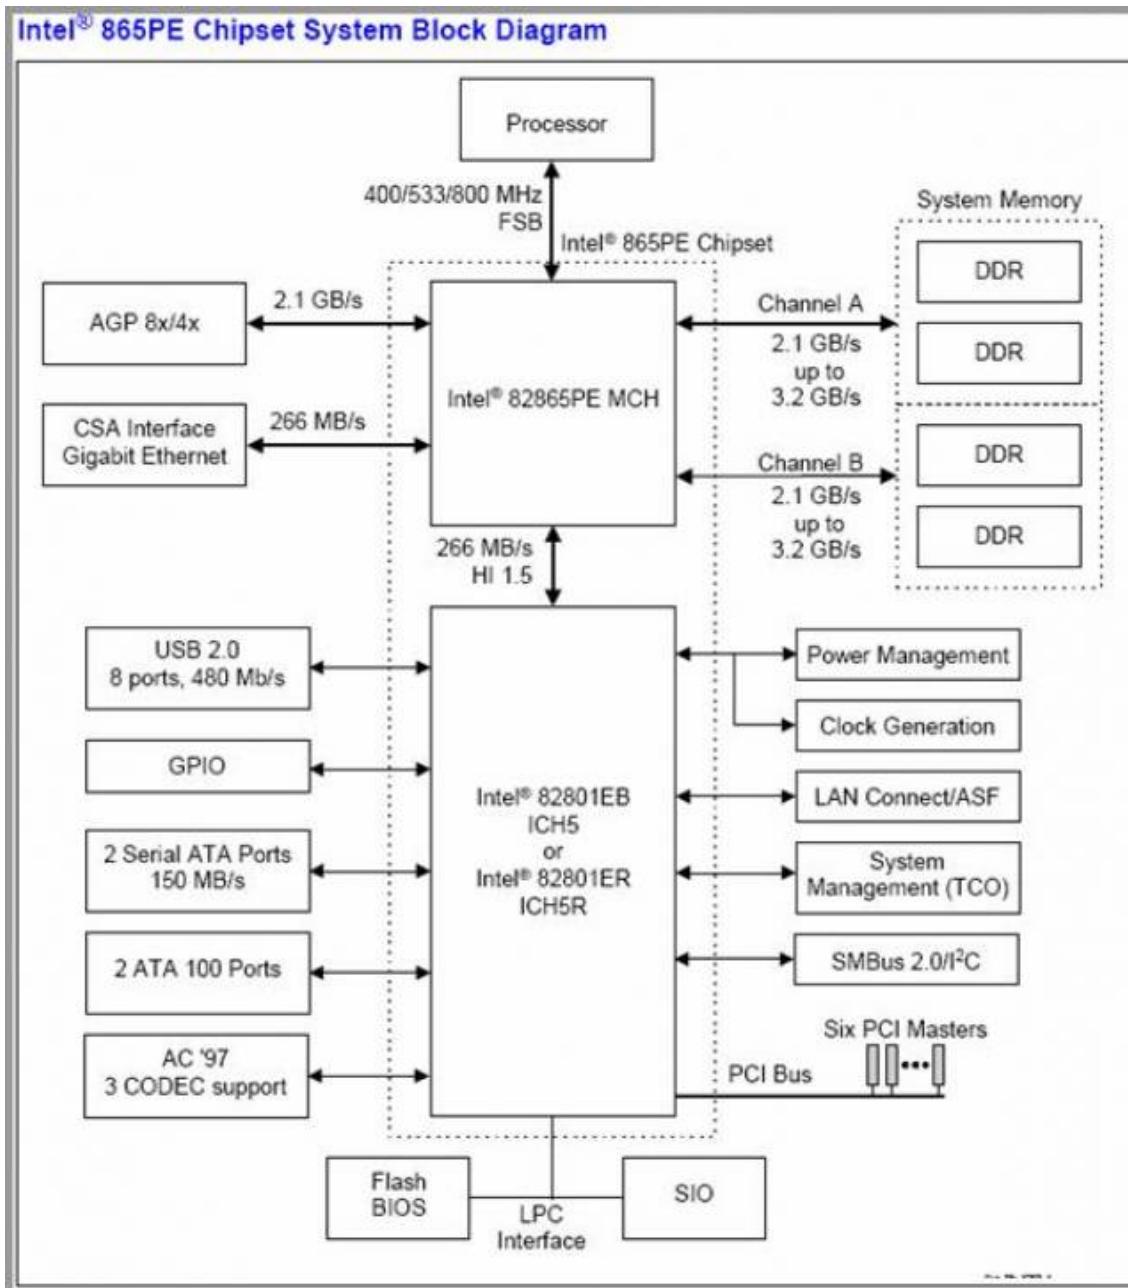 Intel® 865PE Chipset System Block Diagram
Processor
400/533/800 MHz
FSB
Intel® 865PE Chipset
System Memory
DDR
DDR
DDR
DDR
AGP 8x/4x
2.1 GB/s
CSA Interface
Gigabit Ethernet
266 MB/s
Intel® 82865PE MCH
Channel A
2.1 GB/s
up to
3.2 GB/s
Channel B
2.1 GB/s
up to
3.2 GB/s
266 MB/s
HI 1.5
USB 2.0
8 ports, 480 Mb/s
GPIO
2 Serial ATA Ports
150 MB/s
2 ATA 100 Ports
AC '97
3 CODEC support
Intel® 82801EB
ICH5
or
Intel® 82801ER
ICH5R
Power Management
Clock Generation
LAN Connect/ASF
System
Management (TCO)
SMBus 2.0/I²C
Six PCI Masters
PCI Bus
Flash
BIOS
LPC
Interface
SIO